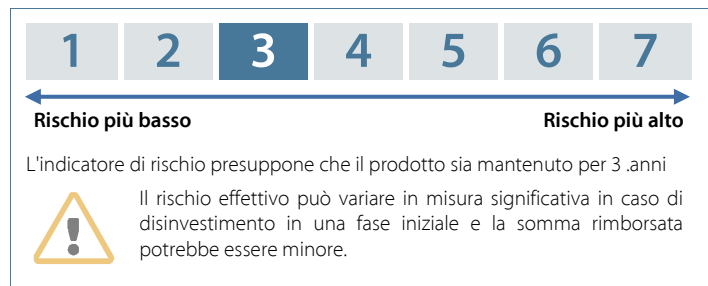 1 2 3 4 5 6 7
Rischio più basso Rischio più alto
L'indicatore di rischio presuppone che il prodotto sia mantenuto per 3 .anni
Il rischio effettivo può variare in misura significativa in caso di
disinvestimento in una fase iniziale e la somma rimborsata
potrebbe essere minore.